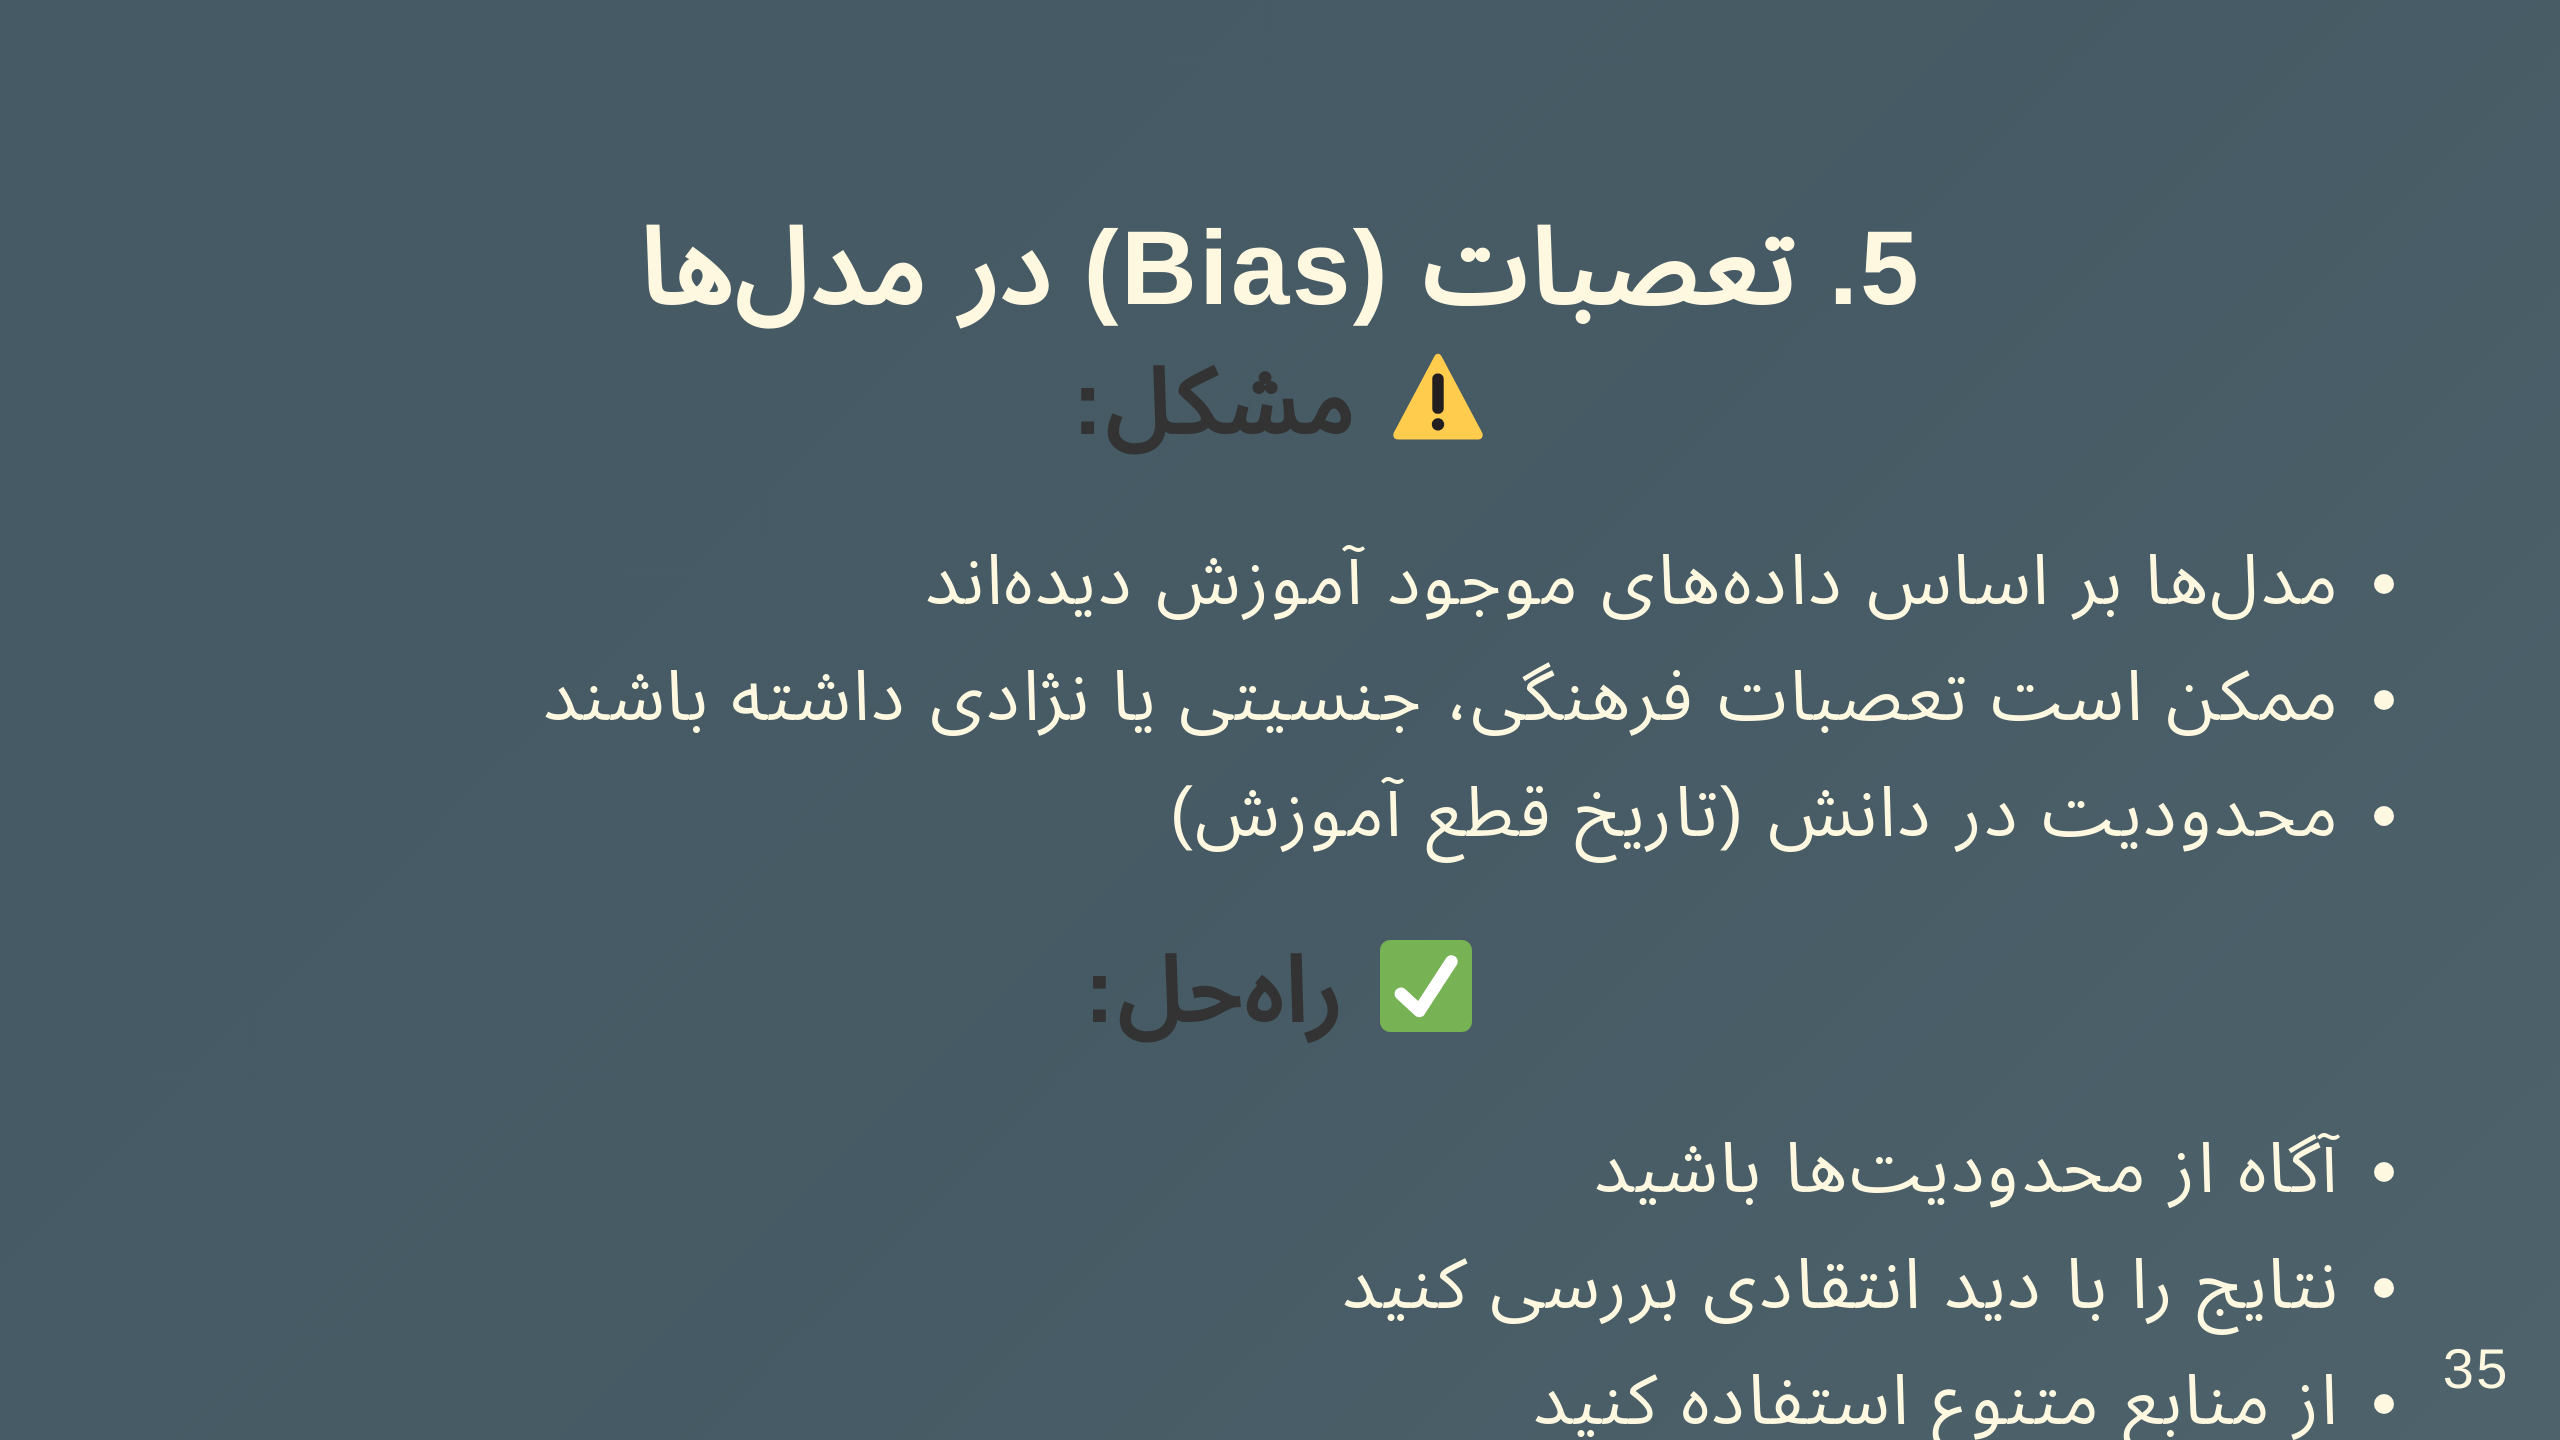 5. تعصبات (Bias) در مدل‌ها
⚠️ مشکل:
• مدل‌ها بر اساس داده‌های موجود آموزش دیده‌اند
• ممکن است تعصبات فرهنگی، جنسیتی یا نژادی داشته باشند
• محدودیت در دانش (تاریخ قطع آموزش)
✅ راه‌حل:
• آگاه از محدودیت‌ها باشید
• نتایج را با دید انتقادی بررسی کنید
• از منابع متنوع استفاده کنید
35